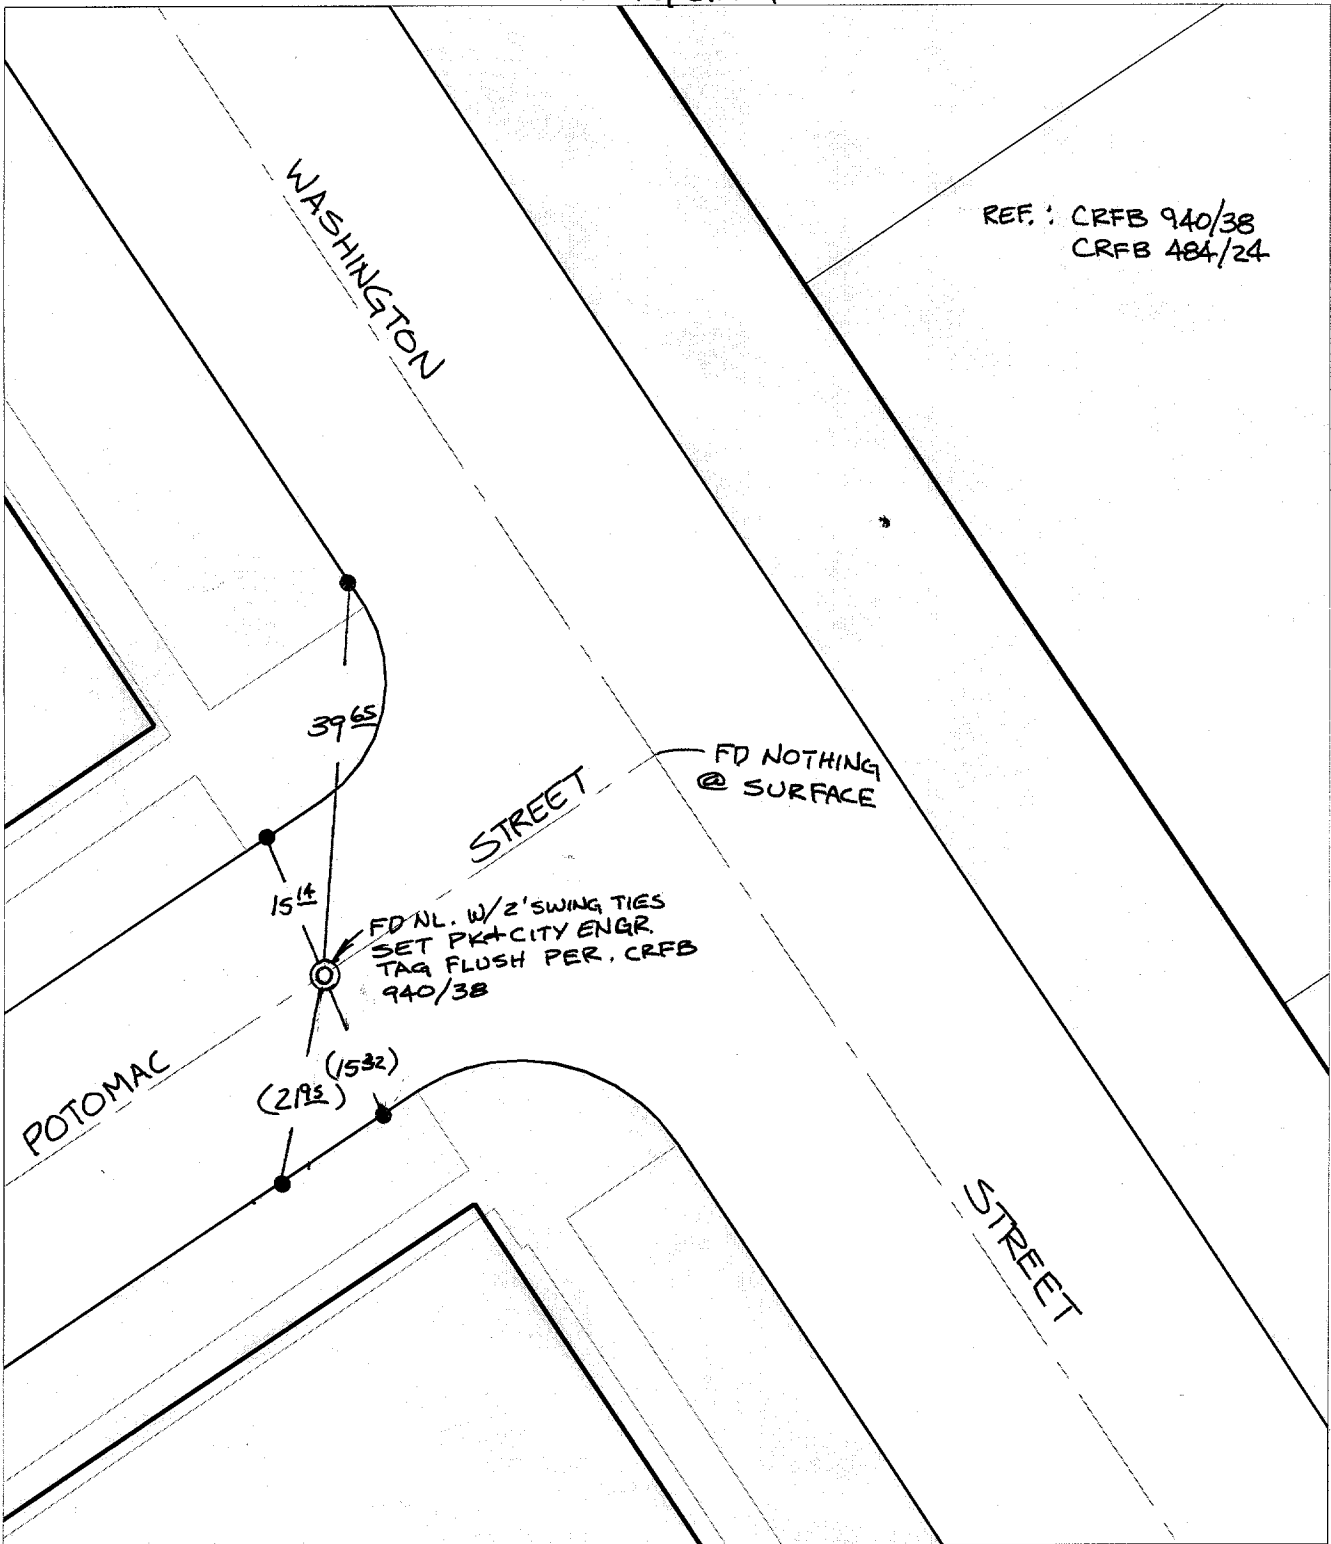 WASHINGTON
REF. : CRFB 940/38
CRFB 484/24
39 65
FD NOTHING
@ SURFACE
STREET
15 14
FD NL. W/2' SWING TIES
SET PK+CITY ENGR.
TAG FLUSH PER. CRFB
940/38
(15 32)
(21 95)
POTOMAC
STREET